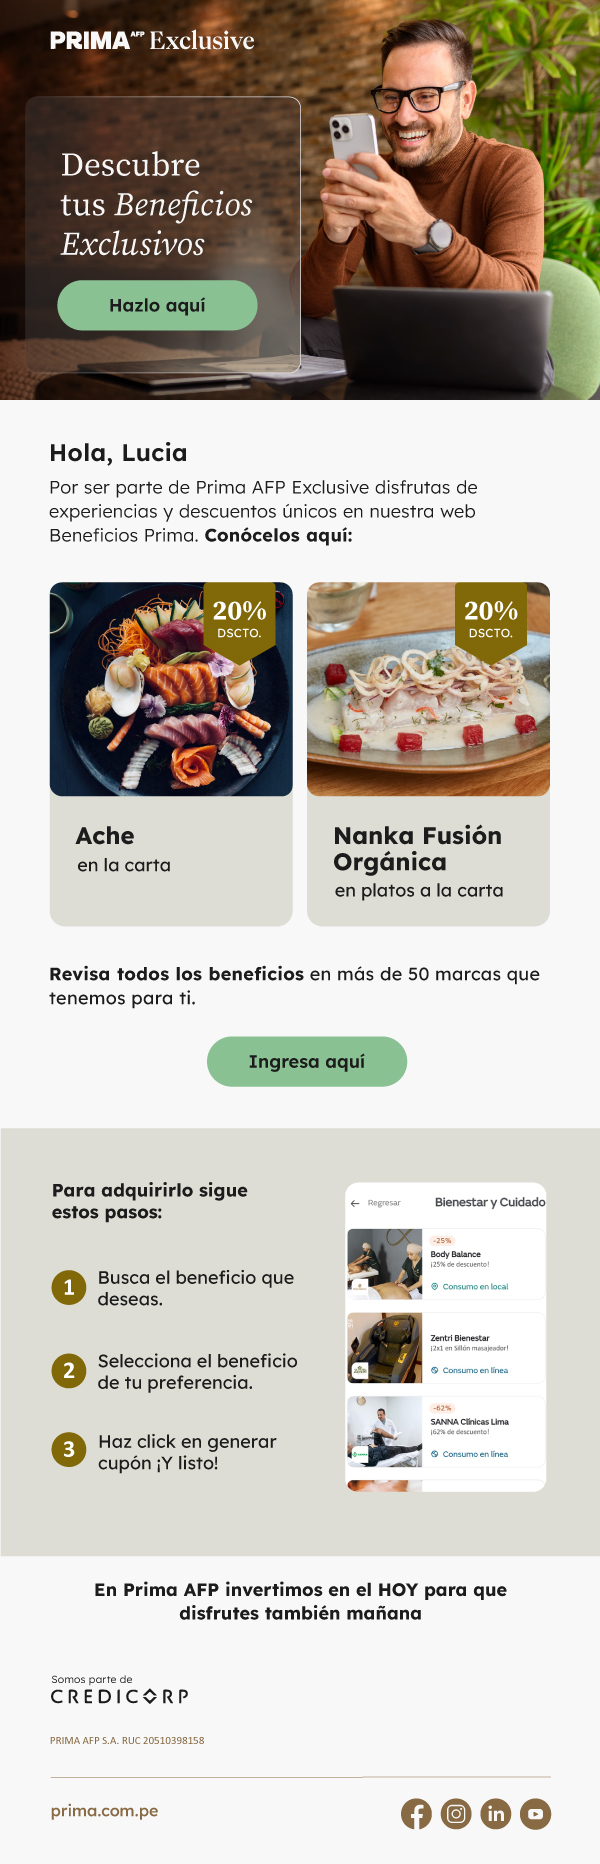 PRIMA AFP Exclusive
Descubre
tus Beneficios
Exclusivos
Hazlo aquí
Hola, Lucia
Por ser parte de Prima AFP Exclusive disfrutas de
experiencias y descuentos únicos en nuestra web
Beneficios Prima. Conócelos aquí:
20%
DSCTO.
20%
DSCTO.
Ache
en la carta
Nanka Fusión
Orgánica
en platos a la carta
Revisa todos los beneficios en más de 50 marcas que
tenemos para ti.
Ingresa aquí
Para adquirirlo sigue
estos pasos:
1 Busca el beneficio que
deseas.
2 Selecciona el beneficio
de tu preferencia.
3 Haz click en generar
cupón ¡Y listo!
Regresar
Bienestar y Cuidado
-25%
Body Balance
¡25% de descuento!
Consumo en local
Zentri Bienestar
¡2x1 en Sillón masajeador!
Consumo en línea
-62%
SANNA Clínicas Lima
¡62% de descuento!
Consumo en línea
En Prima AFP invertimos en el HOY para que
disfrutes también mañana
Somos parte de
CREDICORP
PRIMA AFP S.A. RUC 20510398158
prima.com.pe